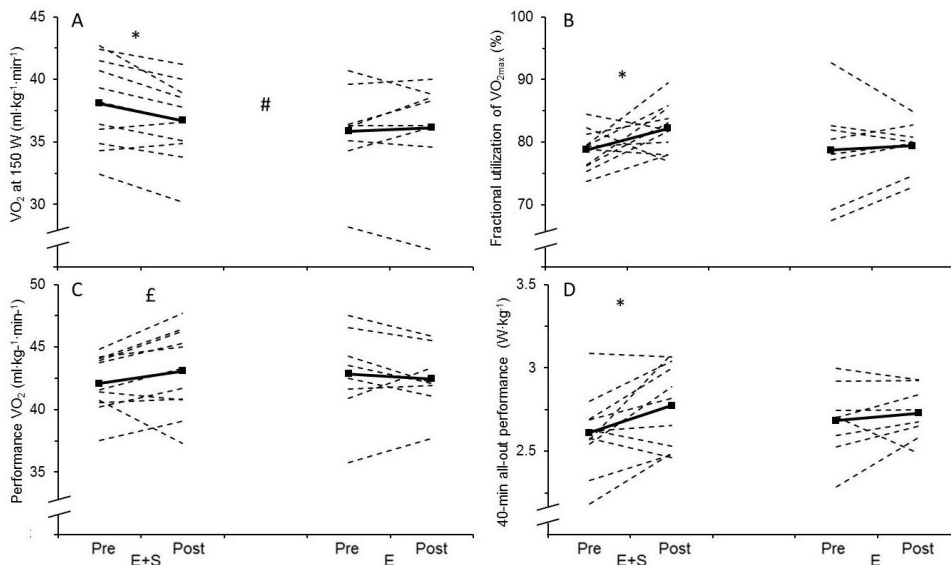 A
VO₂ at 150 W (ml·kg⁻¹·min⁻¹)
45
40
35
30
*
#
B
Fractional utilization of VO₂max (%)
100
90
80
70
*
C
Performance VO₂ (ml·kg-¹·min-¹)
50
45
40
35
£
Pre
Post
E+S
Pre
Post
E
D
40-min all-out performance (W·kg⁻¹)
3.5
3
2.5
*
Pre
Post
E+S
Pre
Post
E